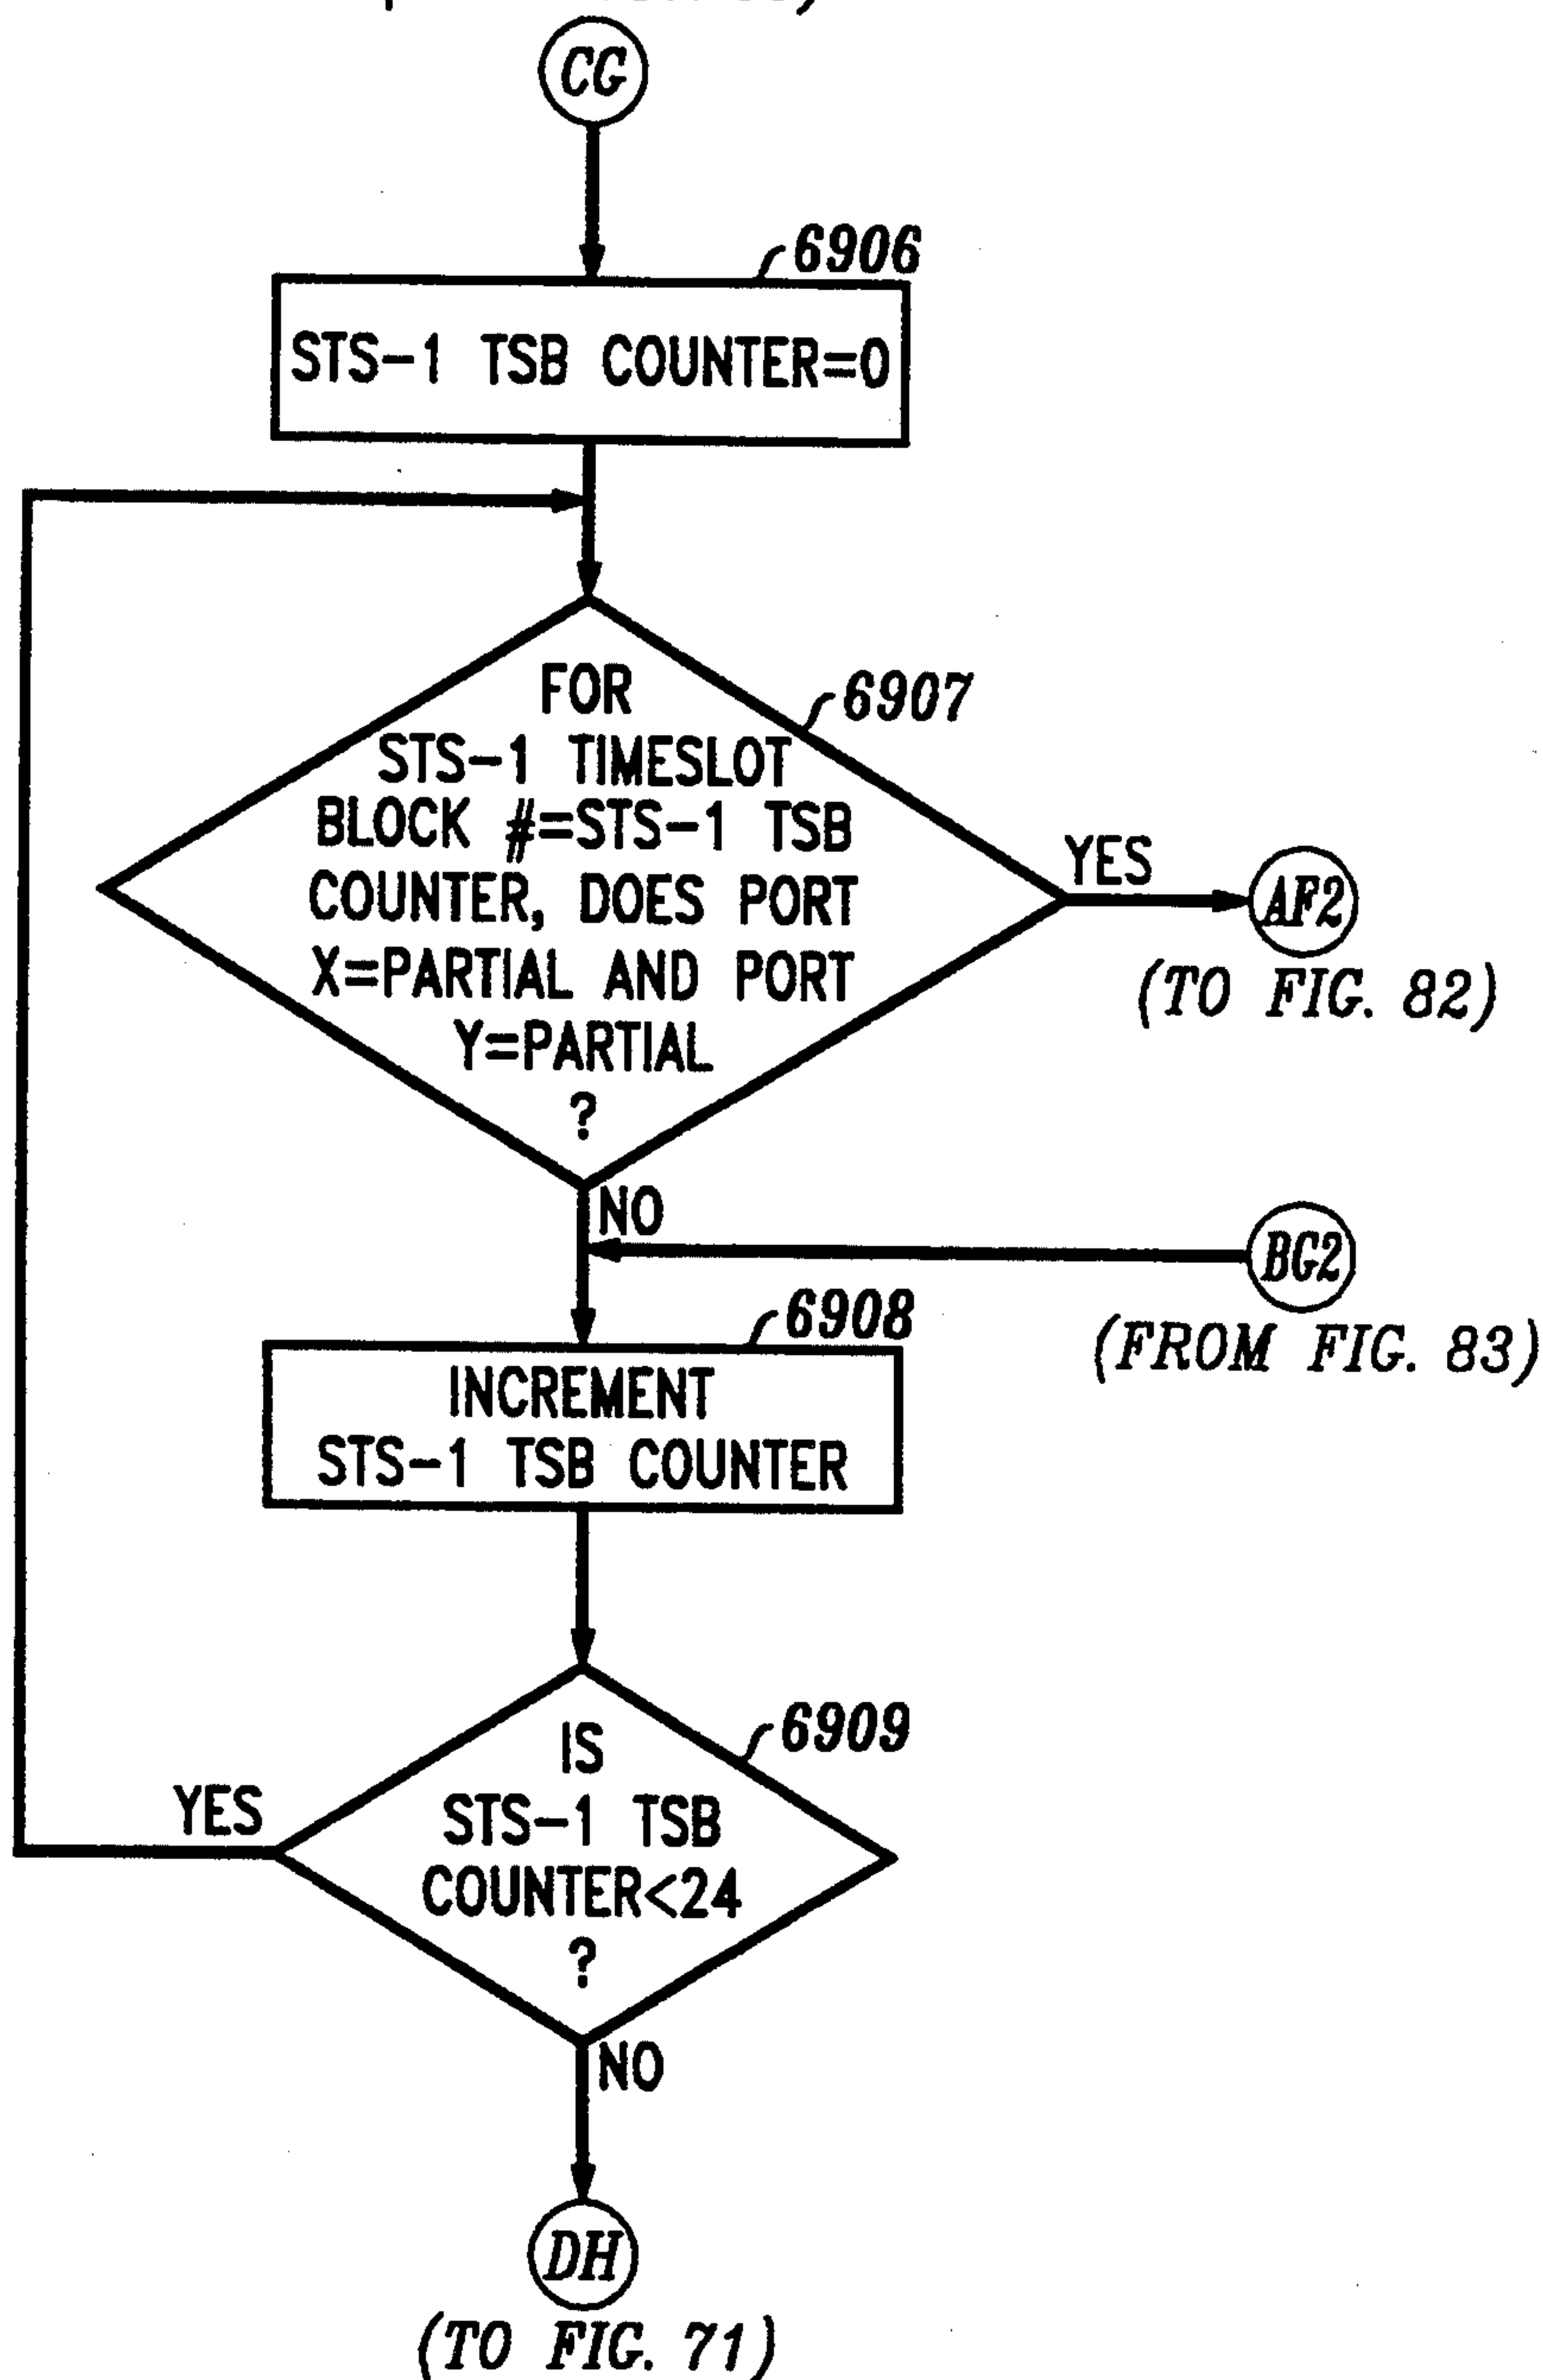 CG
6906
STS-1 TSB COUNTER=0
FOR
6907
STS-1 TIMESLOT
BLOCK #=STS-1 TSB
COUNTER, DOES PORT
X=PARTIAL AND PORT
Y=PARTIAL
?
YES
AF2
(TO FIG. 82)
NO
BG2
(FROM FIG. 83)
6908
INCREMENT
STS-1 TSB COUNTER
6909
IS
STS-1 TSB
COUNTER<24
?
YES
NO
DH
(TO FIG. 71)